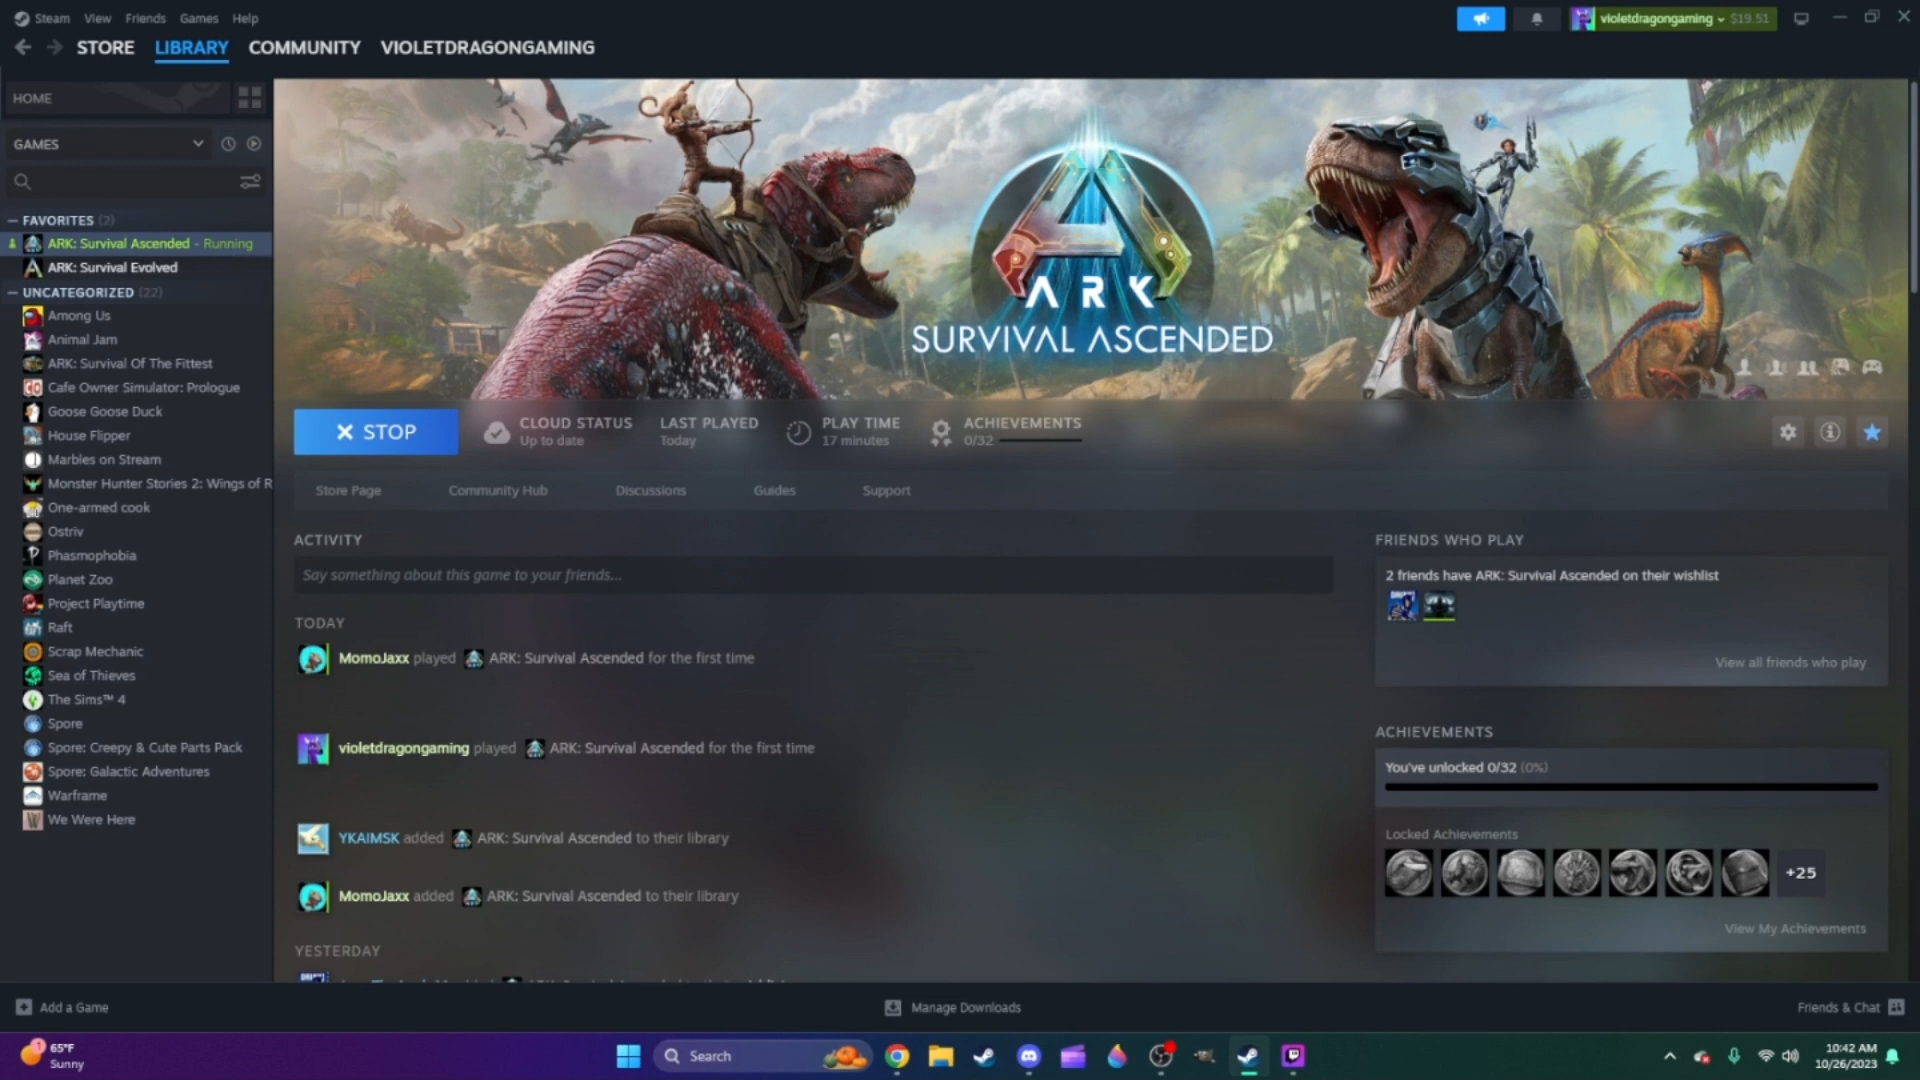 Steam View Friends Games Help
violetdragongaming $19.51
STORE LIBRARY COMMUNITY VIOLETDRAGONGAMING
HOME
GAMES
— FAVORITES (2)
ARK: Survival Ascended - Running
ARK: Survival Evolved
— UNCATEGORIZED (22)
Among Us
Animal Jam
ARK: Survival Of The Fittest
Cafe Owner Simulator: Prologue
Goose Goose Duck
House Flipper
Marbles on Stream
Monster Hunter Stories 2: Wings of R
One-armed cook
Ostriv
Phasmophobia
Planet Zoo
Project Playtime
Raft
Scrap Mechanic
Sea of Thieves
The Sims™ 4
Spore
Spore: Creepy & Cute Parts Pack
Spore: Galactic Adventures
Warframe
We Were Here
ARK
SURVIVAL ASCENDED
STOP
CLOUD STATUS
Up to date
LAST PLAYED
Today
PLAY TIME
17 minutes
ACHIEVEMENTS
0/32
Store Page Community Hub Discussions Guides Support
ACTIVITY
Say something about this game to your friends...
TODAY
MomoJaxx played ARK: Survival Ascended for the first time
violetdragongaming played ARK: Survival Ascended for the first time
YKAIMSK added ARK: Survival Ascended to their library
MomoJaxx added ARK: Survival Ascended to their library
YESTERDAY
FRIENDS WHO PLAY
2 friends have ARK: Survival Ascended on their wishlist
View all friends who play
ACHIEVEMENTS
You've unlocked 0/32 (0%)
Locked Achievements
+25
View My Achievements
Add a Game
Manage Downloads
Friends & Chat
1
65°F
Sunny
Search
10:42 AM
10/26/2023